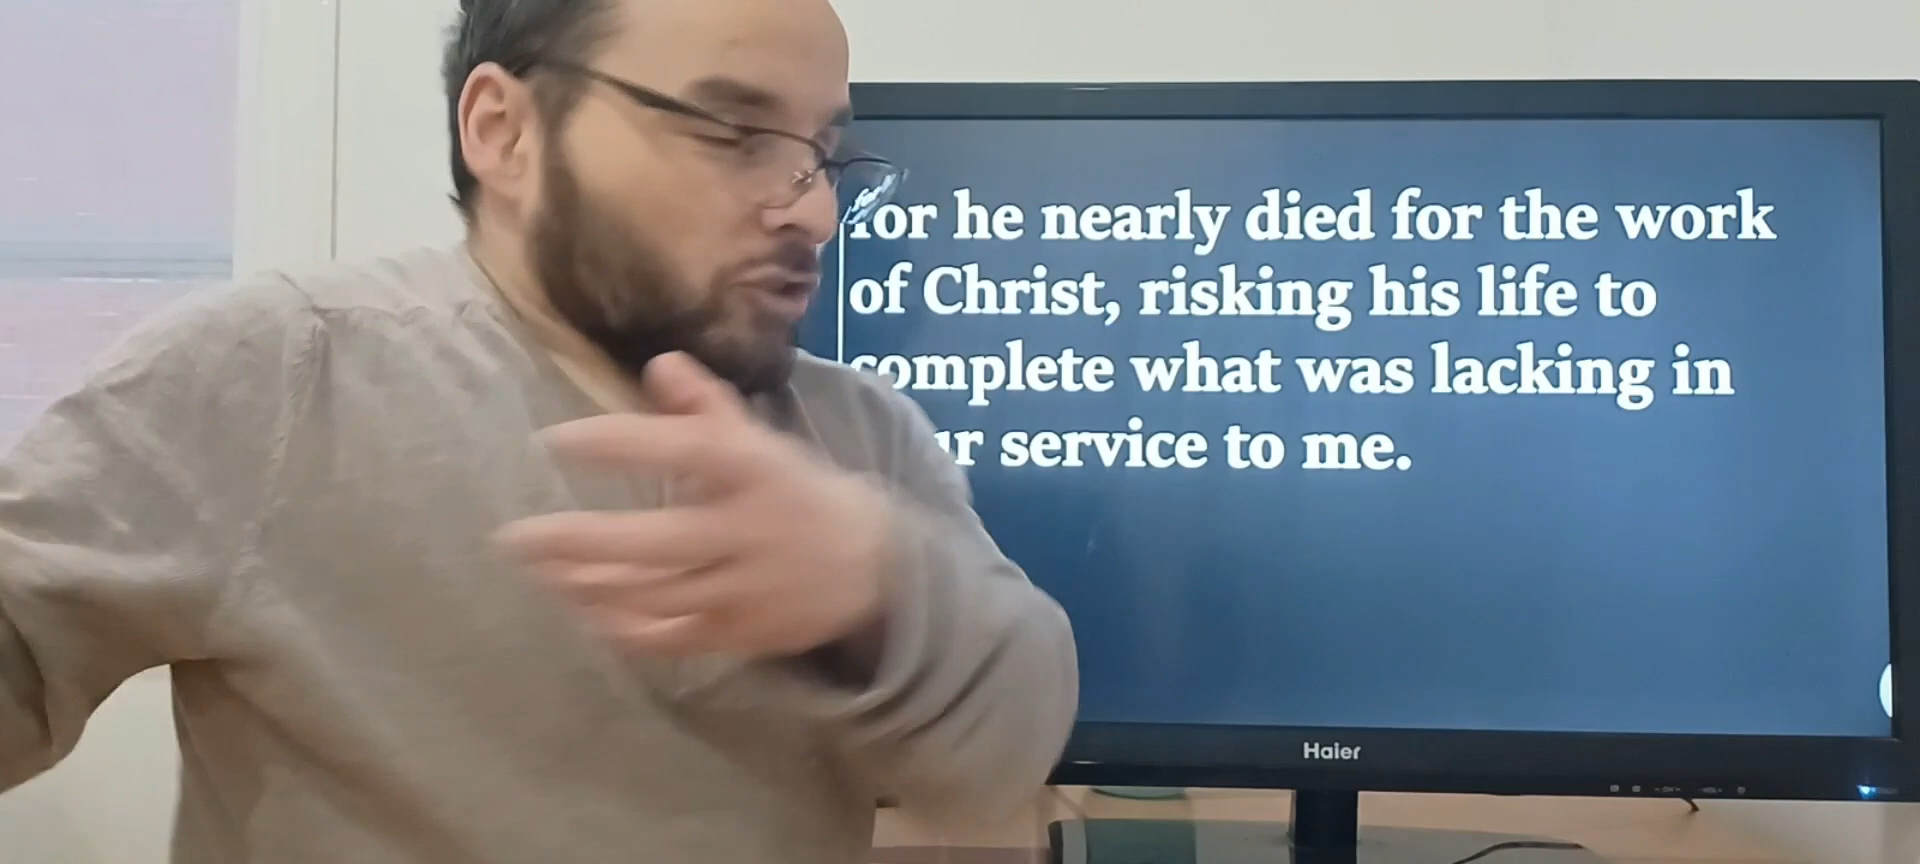 for he nearly died for the work
of Christ, risking his life to
complete what was lacking in
service to me.
Haier